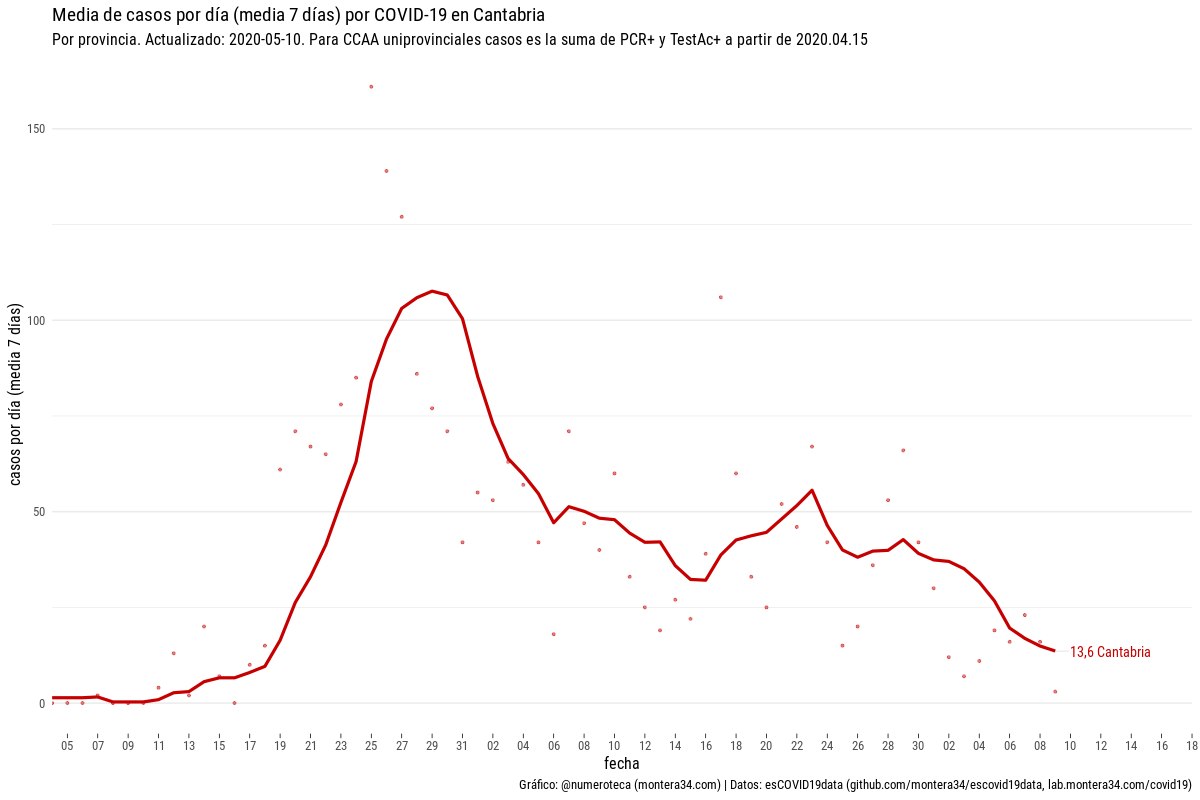 Media de casos por día (media 7 días) por COVID-19 en Cantabria
Por provincia. Actualizado: 2020-05-10. Para CCAA uniprovinciales casos es la suma de PCR+ y TestAc+ a partir de 2020.04.15
casos por día (media 7 días)
150
100
50
0
13,6 Cantabria
05 07 09 11 13 15 17 19 21 23 25 27 29 31 02 04 06 08 10 12 14 16 18 20 22 24 26 28 30 02 04 06 08 10 12 14 16 18
fecha
Gráfico: @numeroteca (montera34.com) | Datos: esCOVID19data (github.com/montera34/escovid19data, lab.montera34.com/covid19)